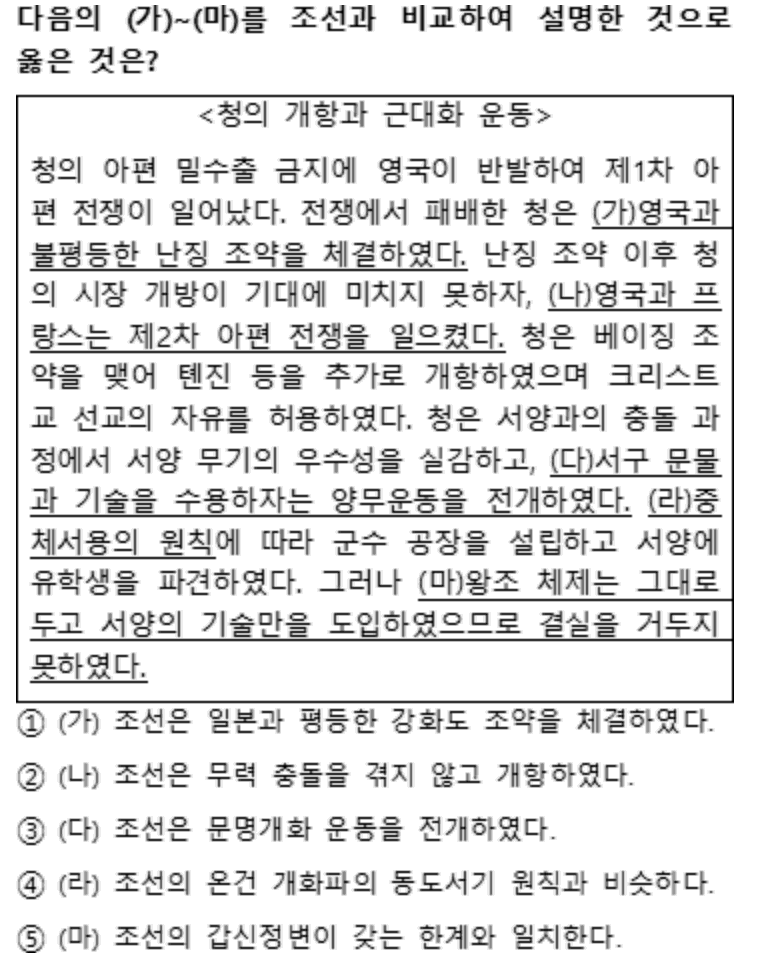 다음의 (가)~(마)를 조선과 비교하여 설명한 것으로
옳은 것은?
<청의 개항과 근대화 운동>
청의 아편 밀수출 금지에 영국이 반발하여 제1차 아
편 전쟁이 일어났다. 전쟁에서 패배한 청은 (가)영국과
불평등한 난징 조약을 체결하였다. 난징 조약 이후 청
의 시장 개방이 기대에 미치지 못하자, (나)영국과 프
랑스는 제2차 아편 전쟁을 일으켰다. 청은 베이징 조
약을 맺어 톈진 등을 추가로 개항하였으며 크리스트
교 선교의 자유를 허용하였다. 청은 서양과의 충돌 과
정에서 서양 무기의 우수성을 실감하고, (다)서구 문물
과 기술을 수용하자는 양무운동을 전개하였다. (라)중
체서용의 원칙에 따라 군수 공장을 설립하고 서양에
유학생을 파견하였다. 그러나 (마)왕조 체제는 그대로
두고 서양의 기술만을 도입하였으므로 결실을 거두지
못하였다.
① (가) 조선은 일본과 평등한 강화도 조약을 체결하였다.
② (나) 조선은 무력 충돌을 겪지 않고 개항하였다.
③ (다) 조선은 문명개화 운동을 전개하였다.
④ (라) 조선의 온건 개화파의 동도서기 원칙과 비슷하다.
⑤ (마) 조선의 갑신정변이 갖는 한계와 일치한다.